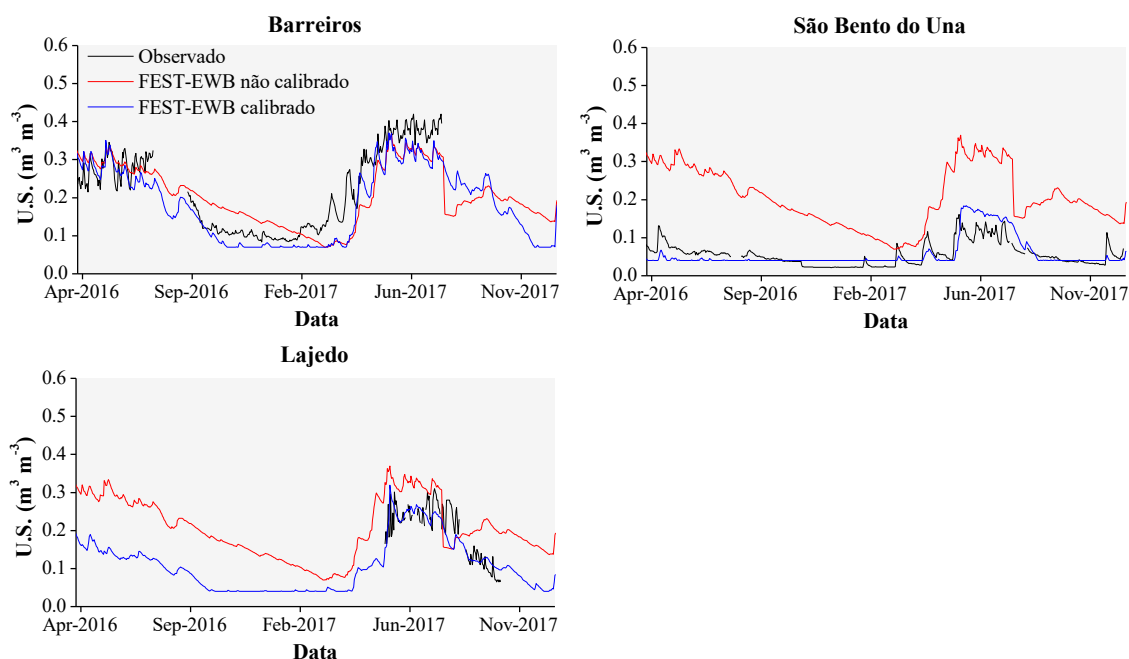 Barreiros
U.S. (m³ m⁻³)
0.6
0.5
0.4
0.3
0.2
0.1
0.0
Observado
FEST-EWB não calibrado
FEST-EWB calibrado
Apr-2016 Sep-2016 Feb-2017 Jun-2017 Nov-2017
Data
São Bento do Una
U.S. (m³ m⁻³)
0.6
0.5
0.4
0.3
0.2
0.1
0.0
Apr-2016 Sep-2016 Feb-2017 Jun-2017 Nov-2017
Data
Lajedo
U.S. (m³ m⁻³)
0.6
0.5
0.4
0.3
0.2
0.1
0.0
Apr-2016 Sep-2016 Feb-2017 Jun-2017 Nov-2017
Data